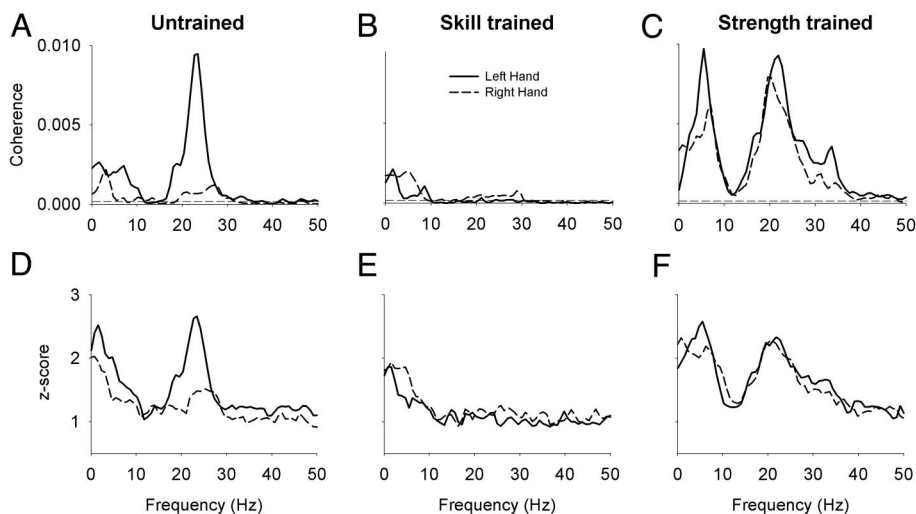 A Untrained
B Skill trained
C Strength trained
0.010
0.005
0.000
Coherence
Left Hand
Right Hand
0 10 20 30 40 50
0 10 20 30 40 50
0 10 20 30 40 50
D
E
F
3
2
1
z-score
0 10 20 30 40 50
0 10 20 30 40 50
0 10 20 30 40 50
Frequency (Hz)
Frequency (Hz)
Frequency (Hz)